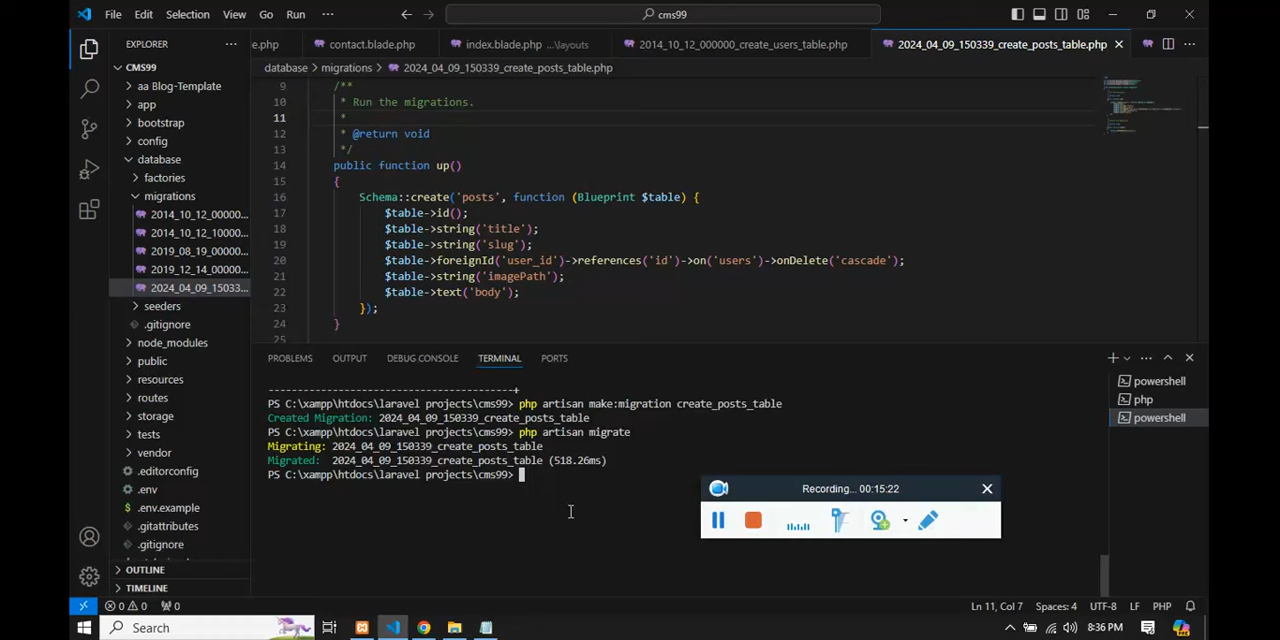 File Edit Selection View Go Run ··· cms99
EXPLORER ···
e.php contact.blade.php index.blade.php ...\layouts 2014_10_12_000000_create_users_table.php 2024_04_09_150339_create_posts_table.php ···
CMS99
database > migrations > 2024_04_09_150339_create_posts_table.php
aa Blog-Template
app
bootstrap
config
database
factories
migrations
2014_10_12_00000...
2014_10_12_10000...
2019_08_19_00000...
2019_12_14_00000...
2024_04_09_15033...
seeders
.gitignore
node_modules
public
resources
routes
storage
tests
vendor
.editorconfig
.env
.env.example
.gitattributes
.gitignore
OUTLINE
TIMELINE
9 /**
10 * Run the migrations.
11 *
12 * @return void
13 */
14 public function up()
15 {
16 Schema::create('posts', function (Blueprint $table) {
17 $table->id();
18 $table->string('title');
19 $table->string('slug');
20 $table->foreignId('user_id')->references('id')->on('users')->onDelete('cascade');
21 $table->string('imagePath');
22 $table->text('body');
23 });
24 }
25
PROBLEMS OUTPUT DEBUG CONSOLE TERMINAL PORTS
----------------------------------------+
PS C:\xampp\htdocs\laravel projects\cms99> php artisan make:migration create_posts_table
Created Migration: 2024_04_09_150339_create_posts_table
PS C:\xampp\htdocs\laravel projects\cms99> php artisan migrate
Migrating: 2024_04_09_150339_create_posts_table
Migrated: 2024_04_09_150339_create_posts_table (518.26ms)
PS C:\xampp\htdocs\laravel projects\cms99>
powershell
php
powershell
Recording... 00:15:22
0 0 0 Ln 11, Col 7 Spaces: 4 UTF-8 LF PHP
Search 8:36 PM